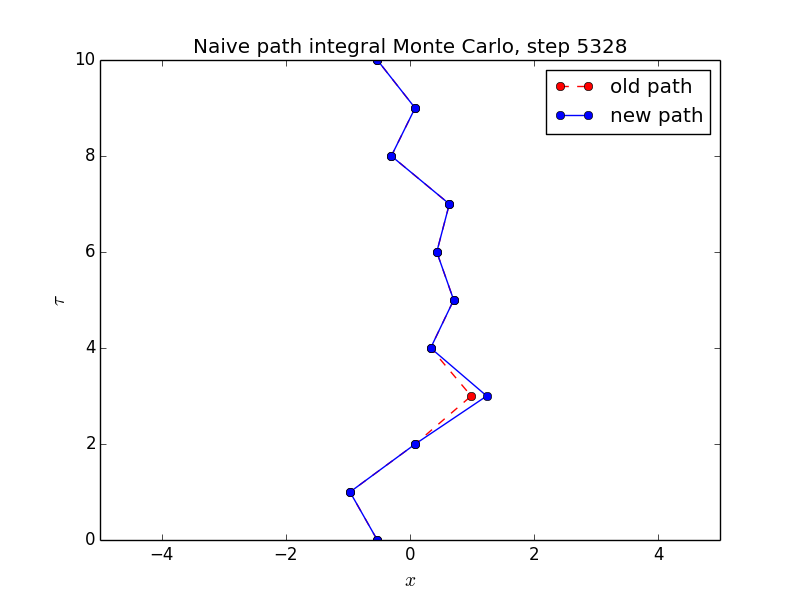 Naive path integral Monte Carlo, step 5328
10
8
6
4
2
0
τ
old path
new path
−4
−2
0
2
4
x